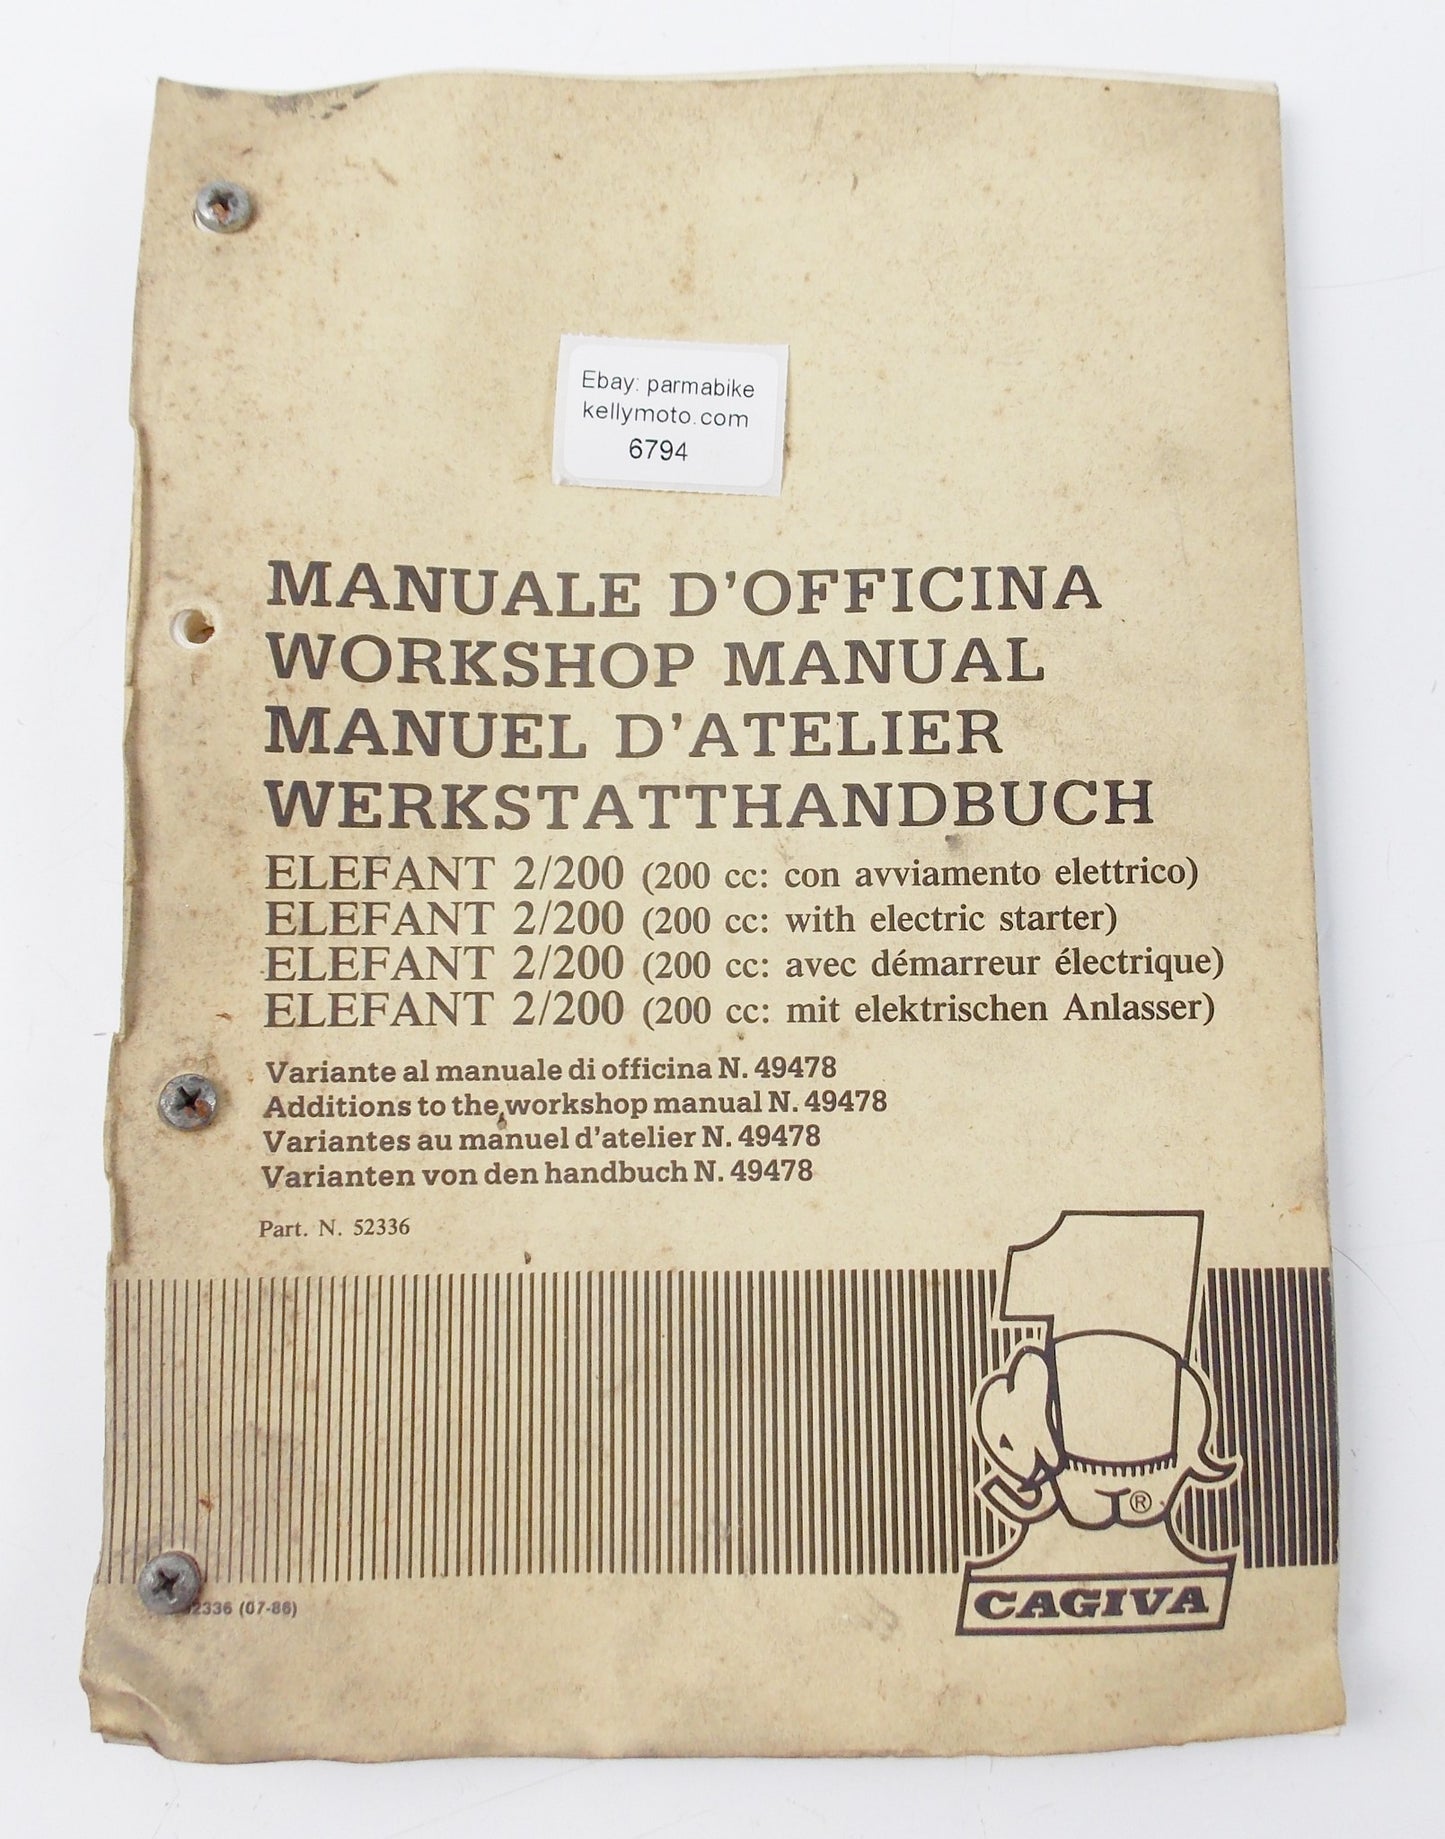 Ebay: parmabike
kellymoto.com
6794
MANUALE D'OFFICINA
WORKSHOP MANUAL
MANUEL D'ATELIER
WERKSTATTHANDBUCH
ELEFANT 2/200 (200 cc: con avviamento elettrico)
ELEFANT 2/200 (200 cc: with electric starter)
ELEFANT 2/200 (200 cc: avec démarreur électrique)
ELEFANT 2/200 (200 cc: mit elektrischen Anlasser)
Variante al manuale di officina N. 49478
Additions to the workshop manual N. 49478
Variantes au manuel d'atelier N. 49478
Varianten von den handbuch N. 49478
Part. N. 52336
®
CAGIVA
2336 (07-86)